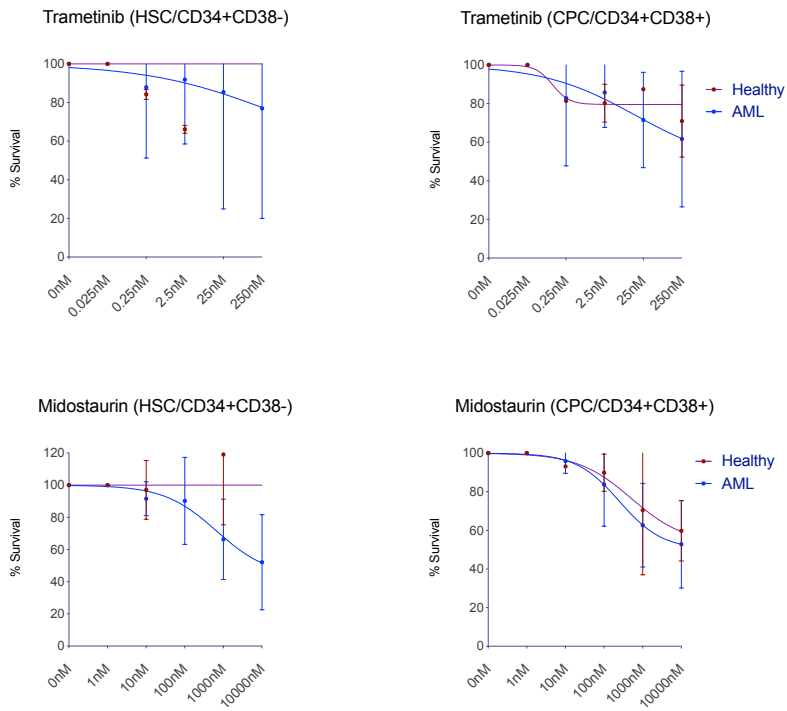 Trametinib (HSC/CD34+CD38-)
100
80
60
40
20
0
% Survival
0nM
0.025nM
0.25nM
2.5nM
25nM
250nM
Trametinib (CPC/CD34+CD38+)
100
80
60
40
20
0
% Survival
0nM
0.025nM
0.25nM
2.5nM
25nM
250nM
Healthy
AML
Midostaurin (HSC/CD34+CD38-)
120
100
80
60
40
20
0
% Survival
0nM
1nM
10nM
100nM
1000nM
10000nM
Midostaurin (CPC/CD34+CD38+)
100
80
60
40
20
0
% Survival
0nM
1nM
10nM
100nM
1000nM
10000nM
Healthy
AML